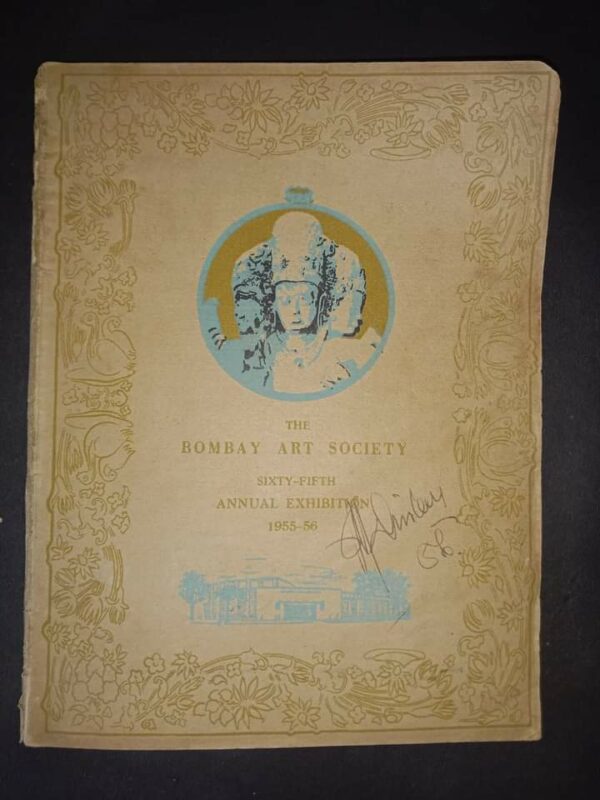 THE
BOMBAY ART SOCIETY
SIXTY-FIFTH
ANNUAL EXHIBITION
1955-56